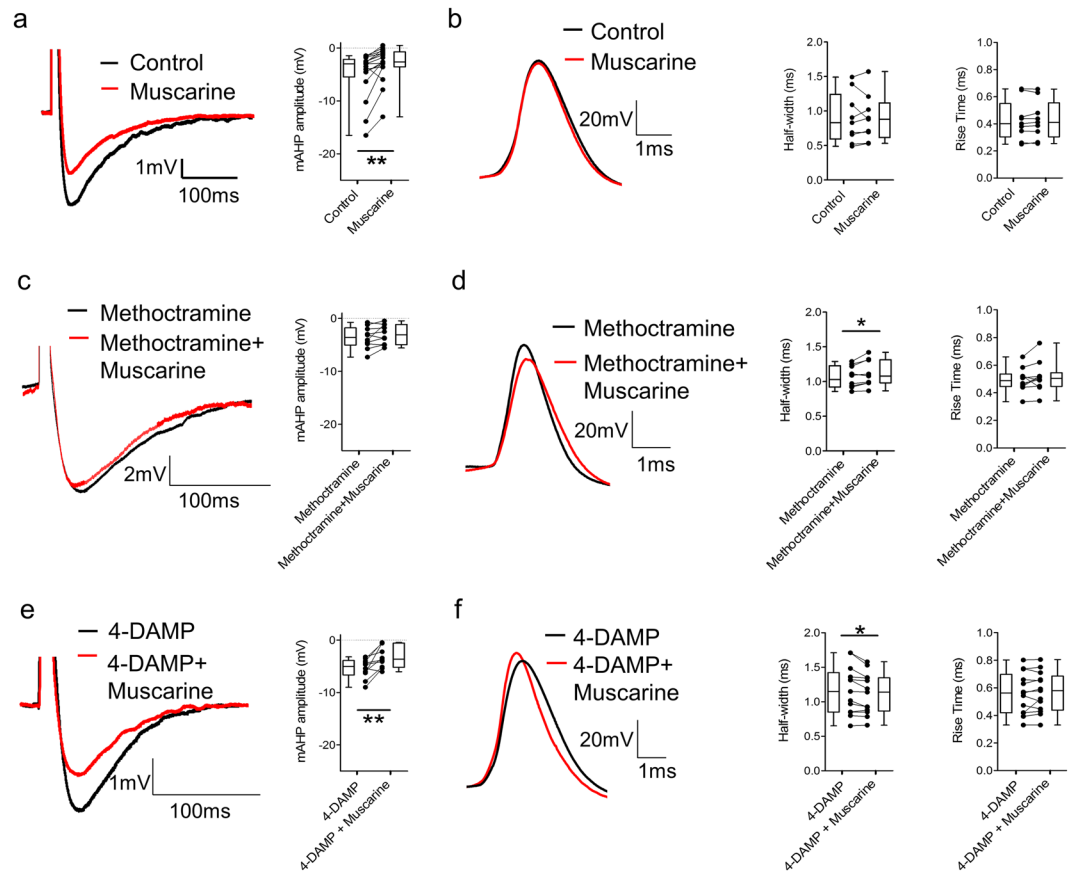 a
Control
Muscarine
1mV
100ms
mAHP amplitude (mV)
0
-10
-20
**
Control
Muscarine
b
Control
Muscarine
20mV
1ms
Half-width (ms)
2.0
1.5
1.0
0.5
0.0
Control
Muscarine
Rise Time (ms)
1.0
0.8
0.6
0.4
0.2
0.0
Control
Muscarine
c
Methoctramine
Methoctramine+
Muscarine
2mV
100ms
mAHP amplitude (mV)
0
-10
-20
Methoctramine
Methoctramine+Muscarine
d
Methoctramine
Methoctramine+
Muscarine
20mV
1ms
Half-width (ms)
2.0
1.5
1.0
0.5
0.0
*
Methoctramine
Methoctramine+Muscarine
Rise Time (ms)
1.0
0.8
0.6
0.4
0.2
0.0
Methoctramine
Methoctramine+Muscarine
e
4-DAMP
4-DAMP+
Muscarine
1mV
100ms
mAHP amplitude (mV)
0
-10
-20
**
4-DAMP
4-DAMP + Muscarine
f
4-DAMP
4-DAMP+
Muscarine
20mV
1ms
Half-width (ms)
2.0
1.5
1.0
0.5
0.0
*
4-DAMP
4-DAMP + Muscarine
Rise Time (ms)
1.0
0.8
0.6
0.4
0.2
0.0
4-DAMP
4-DAMP + Muscarine